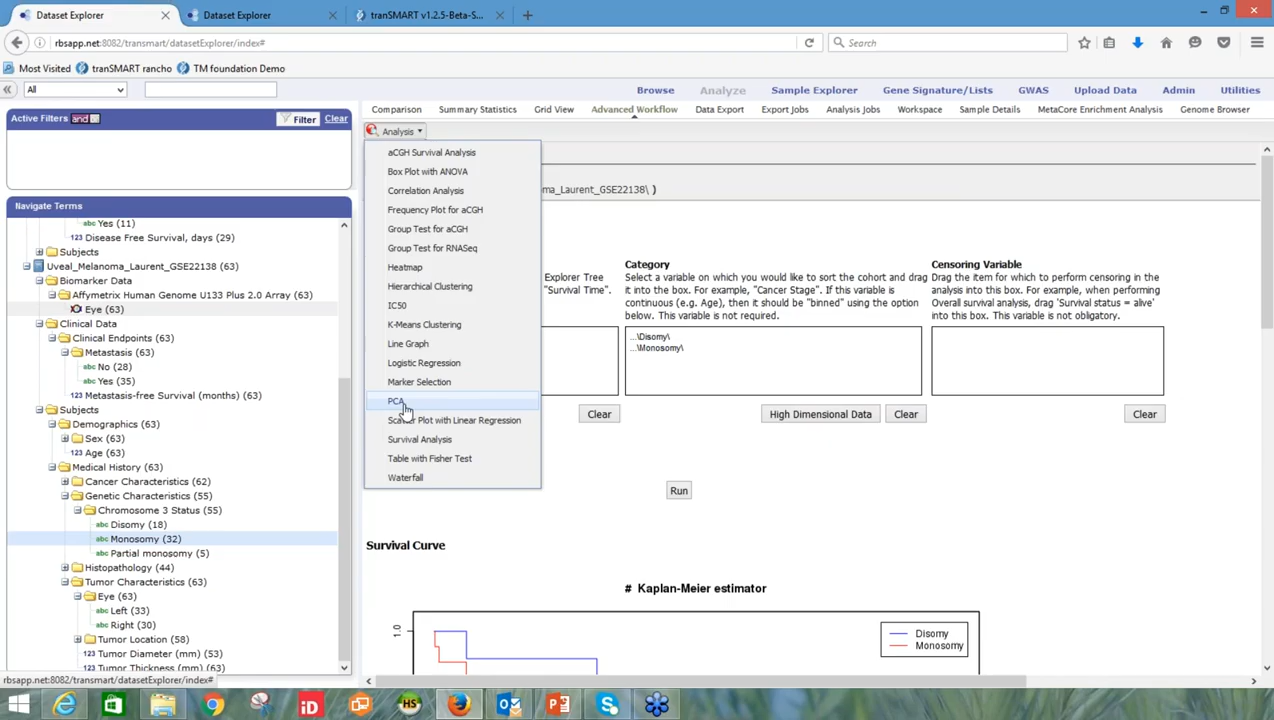 Dataset Explorer
Dataset Explorer
tranSMART v1.2.5-Beta-S...
rbsapp.net:8082/transmart/datasetExplorer/index#
Search
Most Visited
tranSMART rancho
TM foundation Demo
All
Browse
Analyze
Sample Explorer
Gene Signature/Lists
GWAS
Upload Data
Admin
Utilities
Comparison
Summary Statistics
Grid View
Advanced Workflow
Data Export
Export Jobs
Analysis Jobs
Workspace
Sample Details
MetaCore Enrichment Analysis
Genome Browser
Active Filters
and
Filter
Clear
Navigate Terms
abc Yes (11)
123 Disease Free Survival, days (29)
Subjects
Uveal_Melanoma_Laurent_GSE22138 (63)
Biomarker Data
Affymetrix Human Genome U133 Plus 2.0 Array (63)
Eye (63)
Clinical Data
Clinical Endpoints (63)
Metastasis (63)
abc No (28)
abc Yes (35)
123 Metastasis-free Survival (months) (63)
Subjects
Demographics (63)
Sex (63)
123 Age (63)
Medical History (63)
Cancer Characteristics (62)
Genetic Characteristics (55)
Chromosome 3 Status (55)
abc Disomy (18)
abc Monosomy (32)
abc Partial monosomy (5)
Histopathology (44)
Tumor Characteristics (63)
Eye (63)
abc Left (33)
abc Right (30)
Tumor Location (58)
123 Tumor Diameter (mm) (53)
123 Tumor Thickness (mm) (63)
rbsapp.net:8082/transmart/datasetExplorer/index#
Analysis
aCGH Survival Analysis
Box Plot with ANOVA
Correlation Analysis
Frequency Plot for aCGH
Group Test for aCGH
Group Test for RNASeq
Heatmap
Hierarchical Clustering
IC50
K-Means Clustering
Line Graph
Logistic Regression
Marker Selection
PCA
Scatter Plot with Linear Regression
Survival Analysis
Table with Fisher Test
Waterfall
ma_Laurent_GSE22138\ )
Explorer Tree
"Survival Time".
Category
Select a variable on which you would like to sort the cohort and drag
it into the box. For example, "Cancer Stage". If this variable is
continuous (e.g. Age), then it should be "binned" using the option
below. This variable is not required.
Censoring Variable
Drag the item for which to perform censoring in the
analysis into this box. For example, when performing
Overall survival analysis, drag 'Survival status = alive'
into this box. This variable is not obligatory.
...\Disomy\
...\Monosomy\
Clear
High Dimensional Data
Clear
Clear
Run
Survival Curve
# Kaplan-Meier estimator
1.0
Disomy
Monosomy
iD
HS